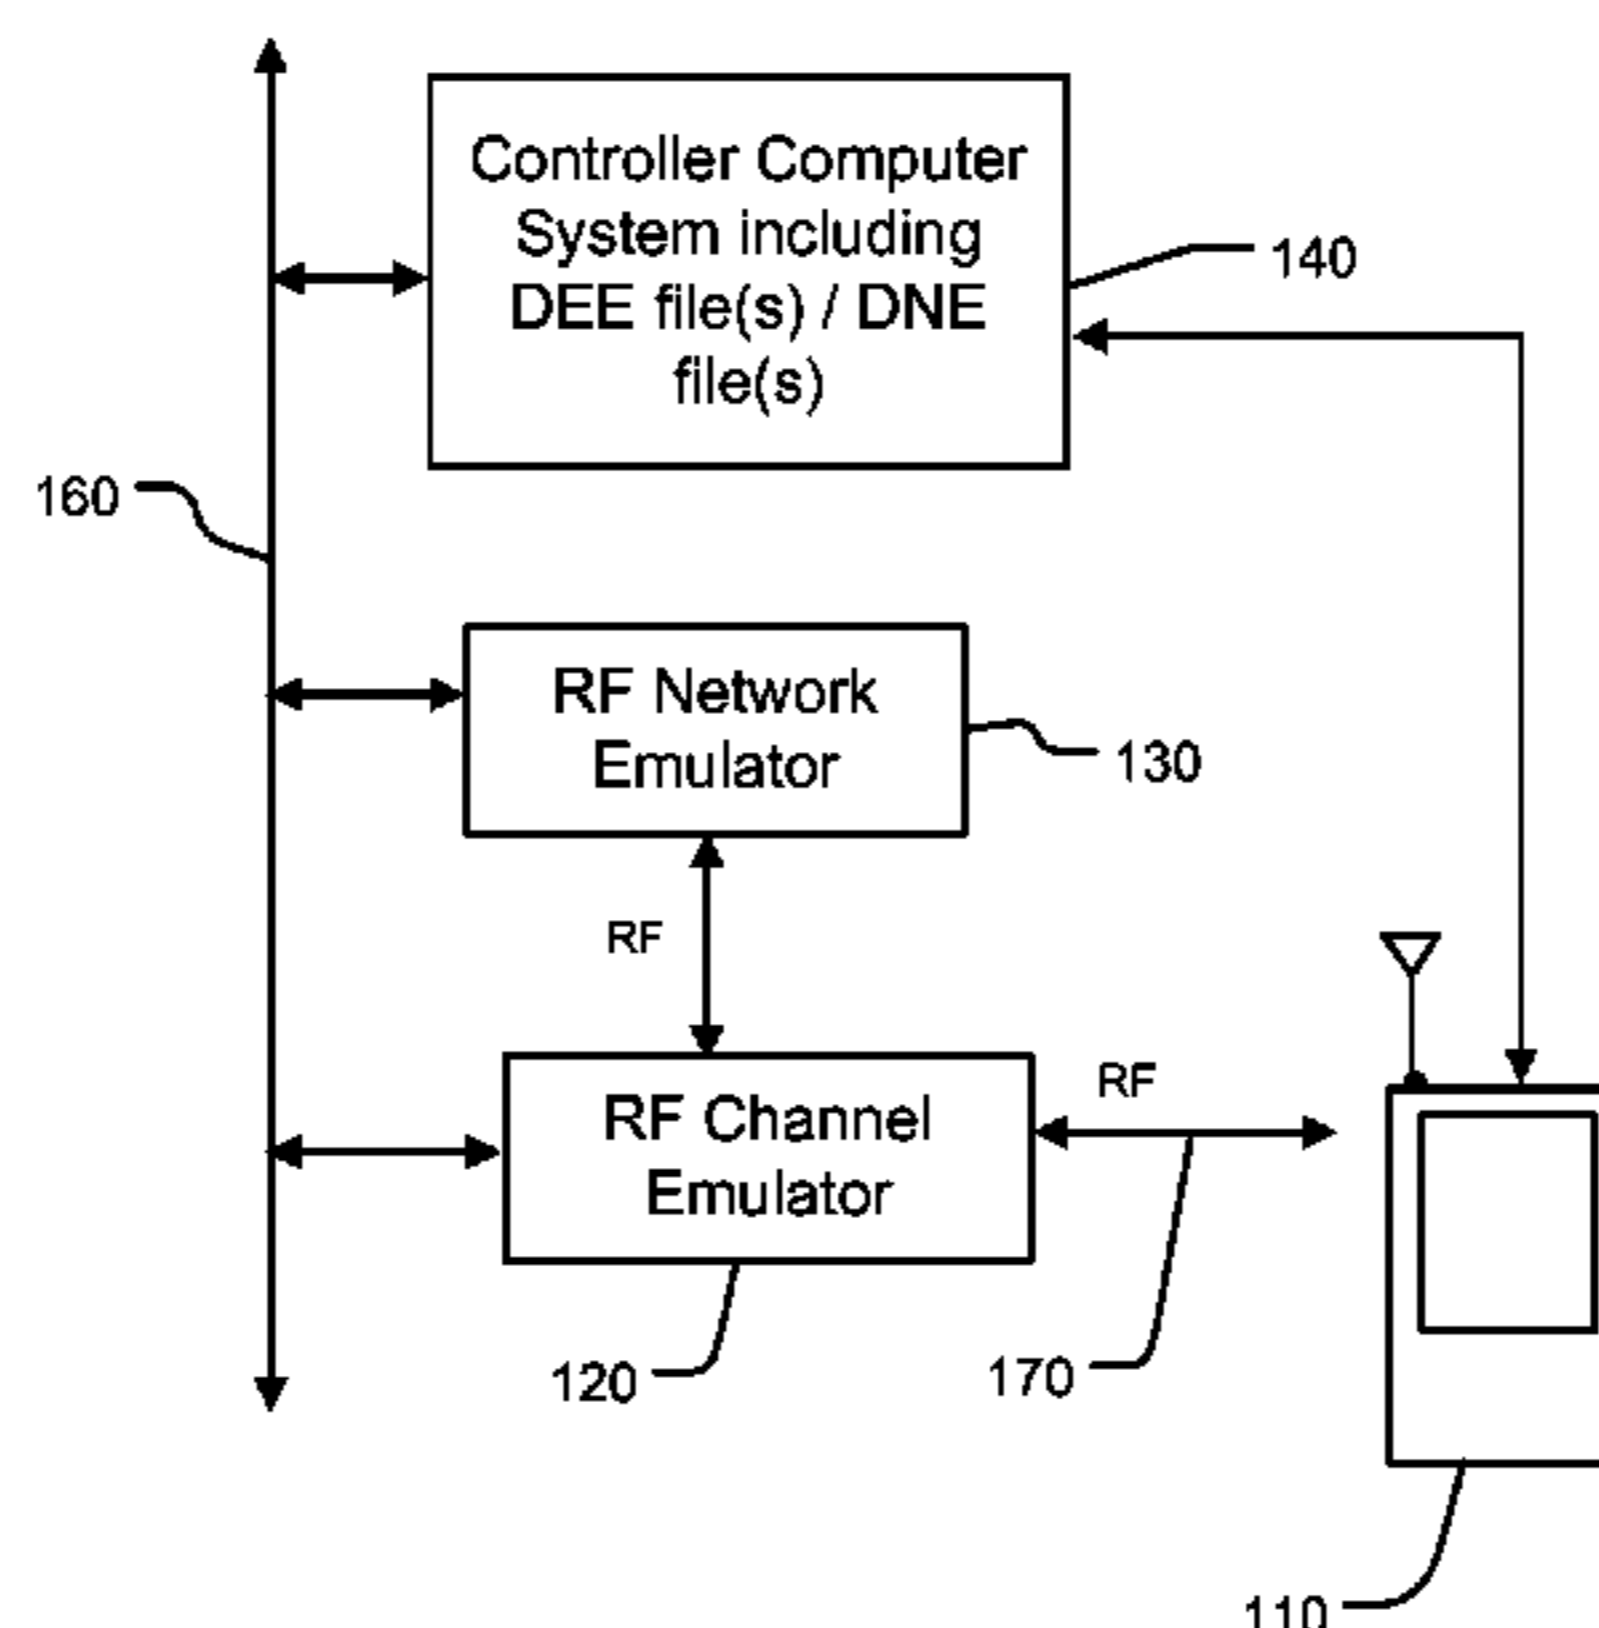 Controller Computer
System including
DEE file(s) / DNE
file(s)
140
160
RF Network
Emulator
130
RF
RF Channel
Emulator
RF
120
170
110